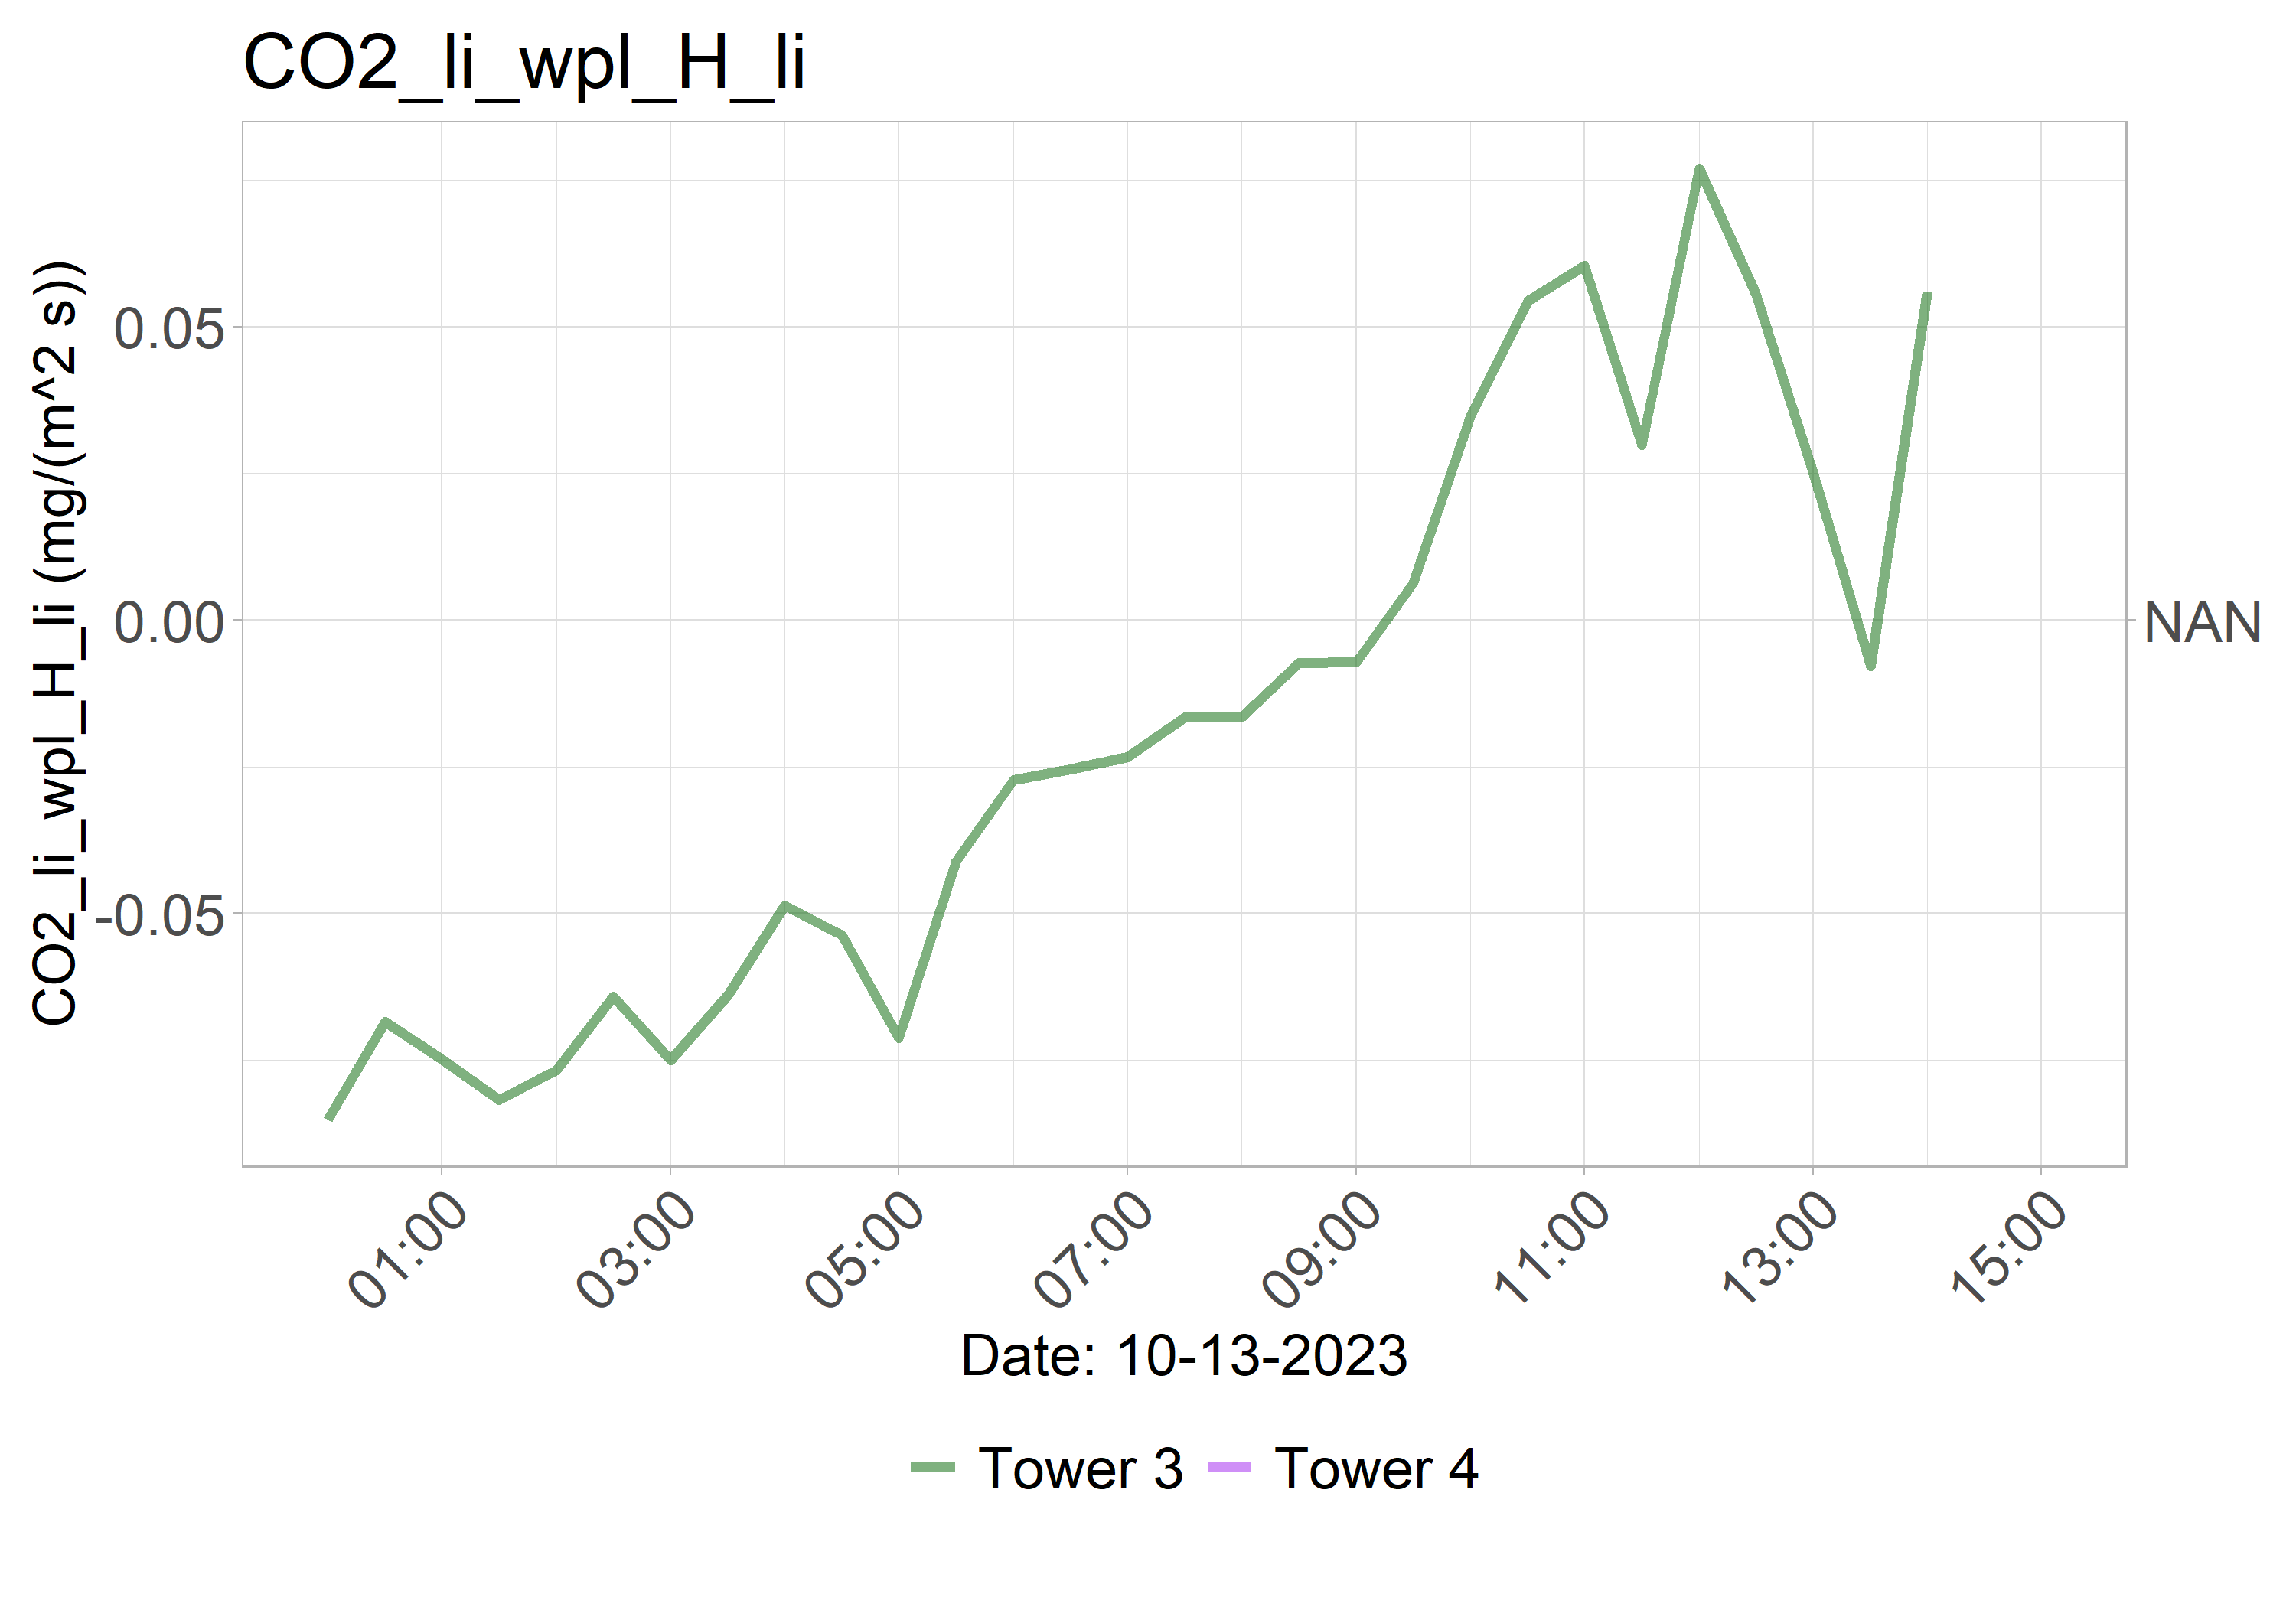 CO2_li_wpl_H_li
CO2_li_wpl_H_li (mg/(m^2 s))
0.05
0.00
-0.05
NAN
01:00
03:00
05:00
07:00
09:00
11:00
13:00
15:00
Date: 10-13-2023
Tower 3 Tower 4